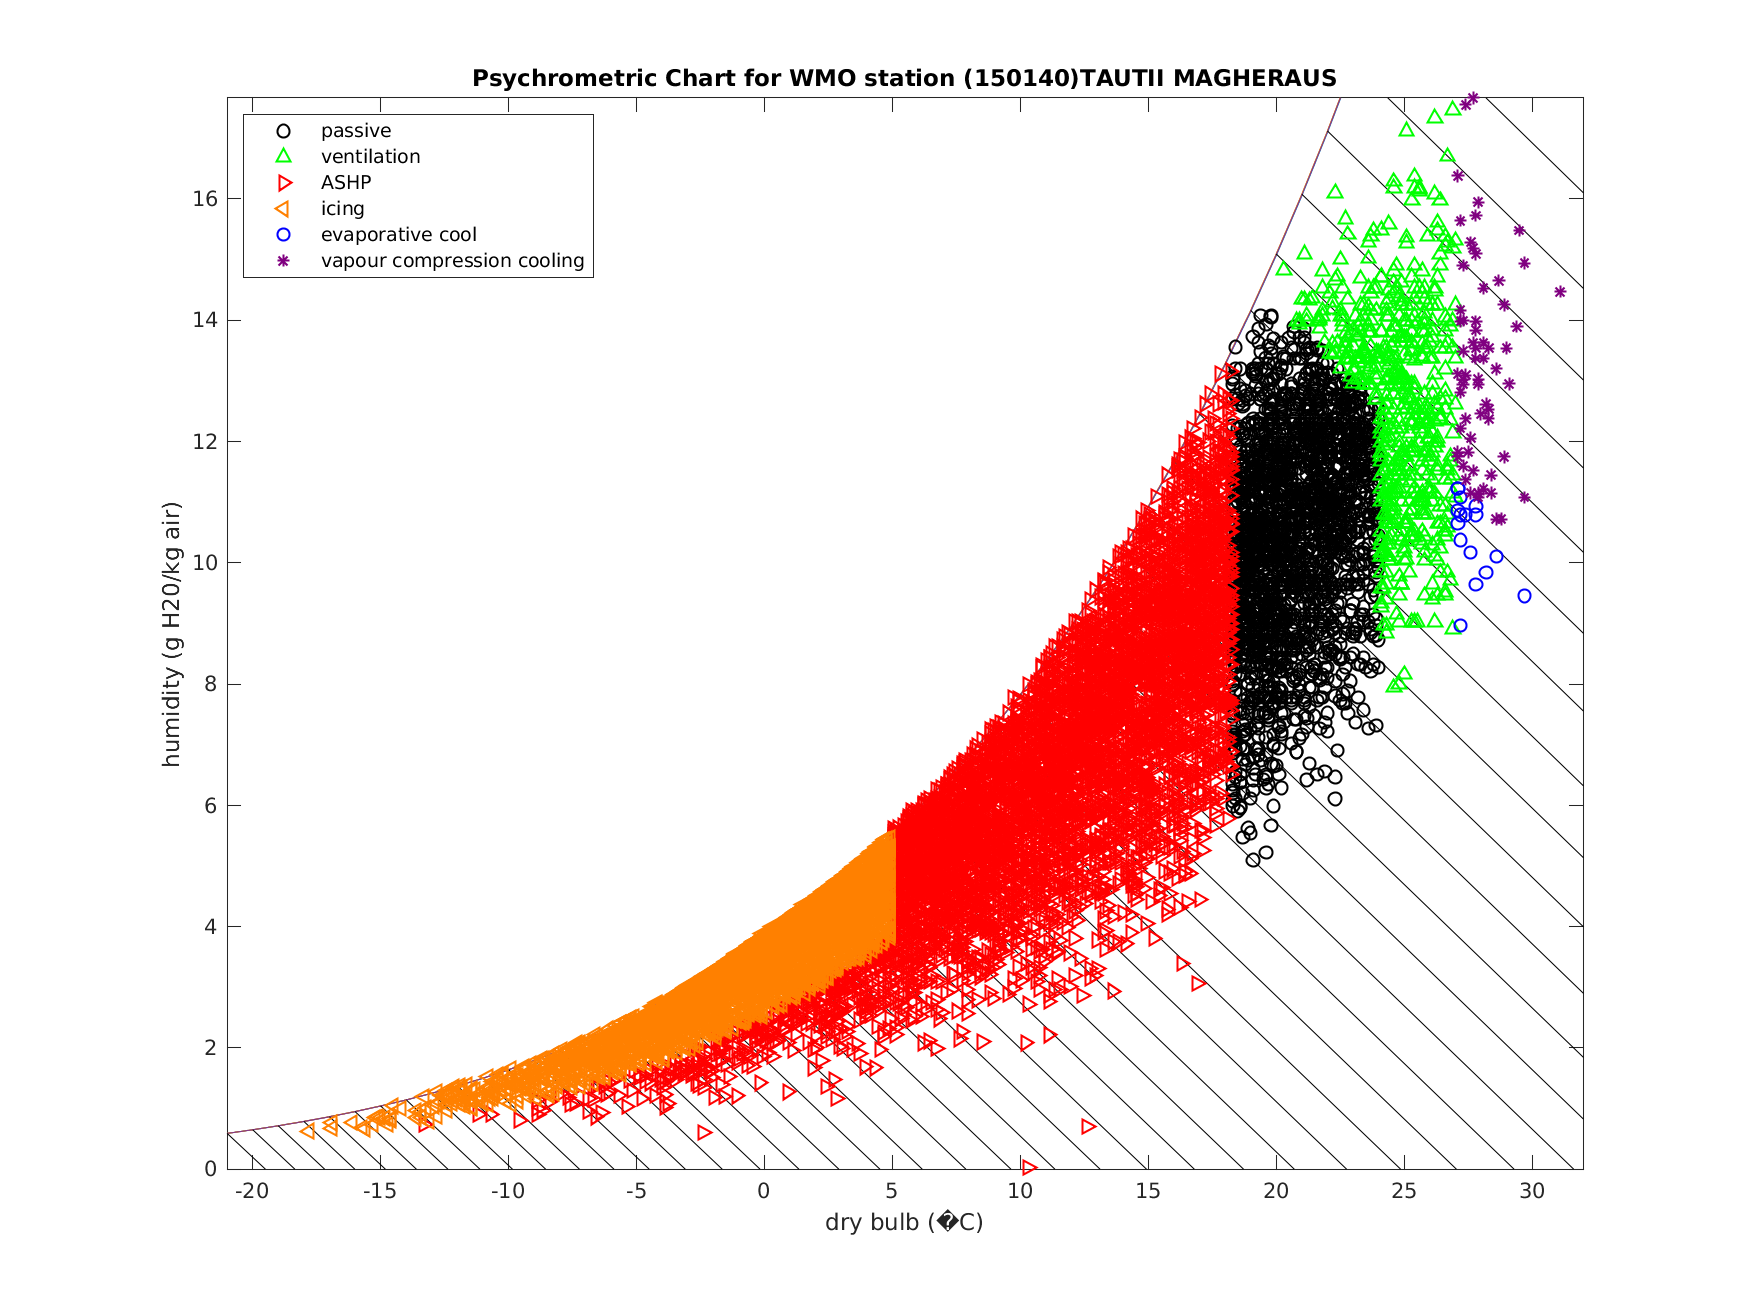 Psychrometric Chart for WMO station (150140)TAUTII MAGHERAUS
passive
ventilation
ASHP
icing
evaporative cool
vapour compression cooling
humidity (g H20/kg air)
16
14
12
10
8
6
4
2
0
-20 -15 -10 -5 0 5 10 15 20 25 30
dry bulb (�C)